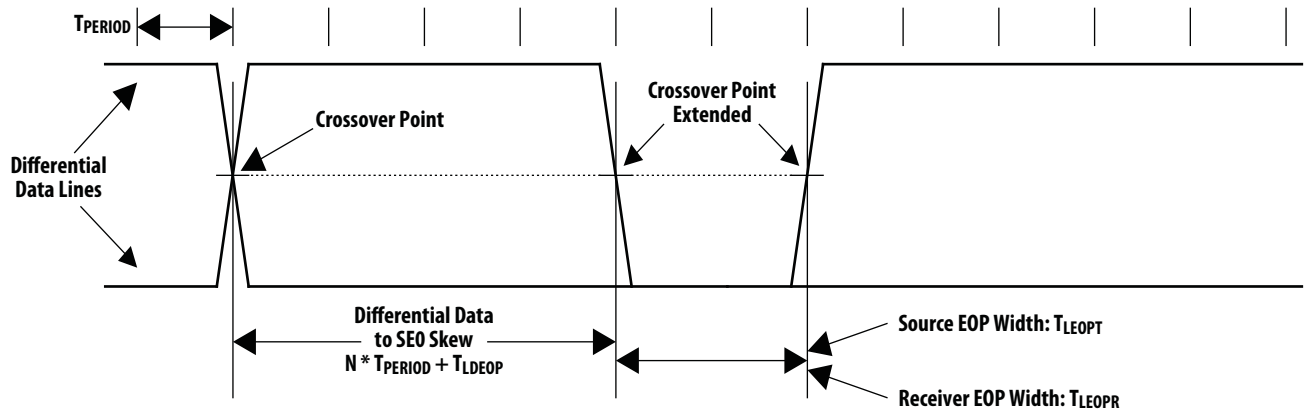 TPERIOD
Crossover Point
Crossover Point
Extended
Differential
Data Lines
Differential Data
to SE0 Skew
N * TPERIOD + TLDEOP
Source EOP Width: TLEOPT
Receiver EOP Width: TLEOPR